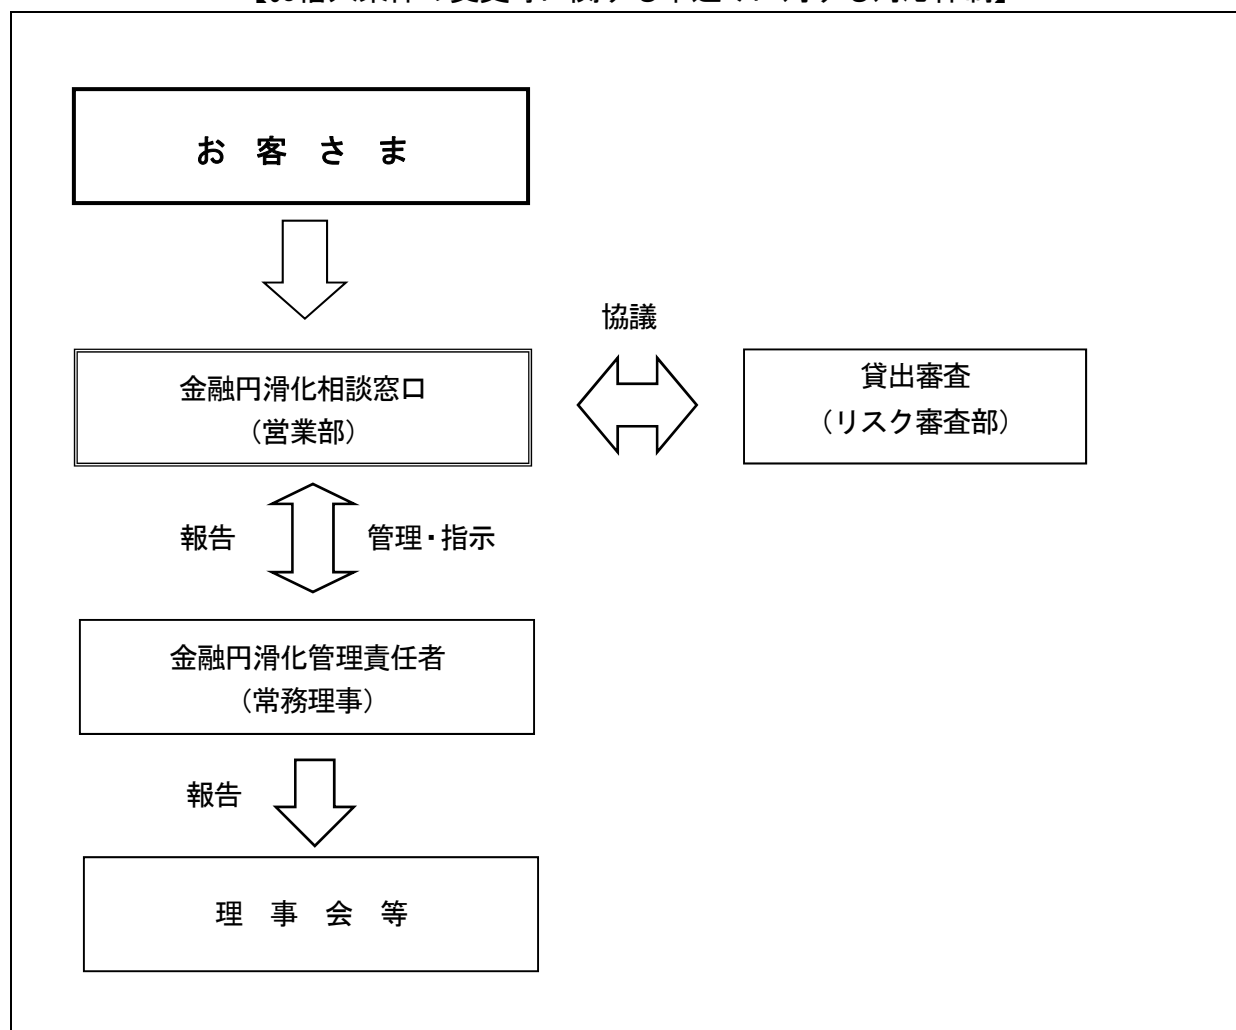 お 客 さ ま
協議
金融円滑化相談窓口
（営業部）
貸出審査
（リスク審査部）
報告
管理・指示
金融円滑化管理責任者
（常務理事）
報告
理 事 会 等